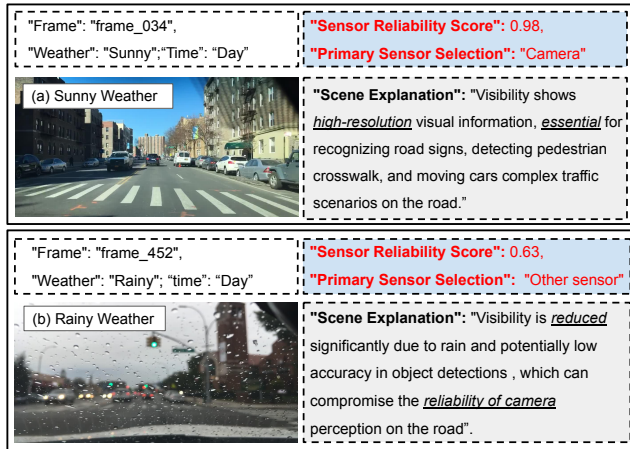 "Frame": "frame_034",
"Weather": "Sunny";“Time”: “Day”
"Sensor Reliability Score": 0.98,
"Primary Sensor Selection": "Camera"
(a) Sunny Weather
"Scene Explanation": "Visibility shows
high-resolution visual information, essential for
recognizing road signs, detecting pedestrian
crosswalk, and moving cars complex traffic
scenarios on the road.”
"Frame": "frame_452",
"Weather": "Rainy"; “time”: “Day”
"Sensor Reliability Score": 0.63,
"Primary Sensor Selection": "Other sensor"
(b) Rainy Weather
"Scene Explanation": "Visibility is reduced
significantly due to rain and potentially low
accuracy in object detections , which can
compromise the reliability of camera
perception on the road”.